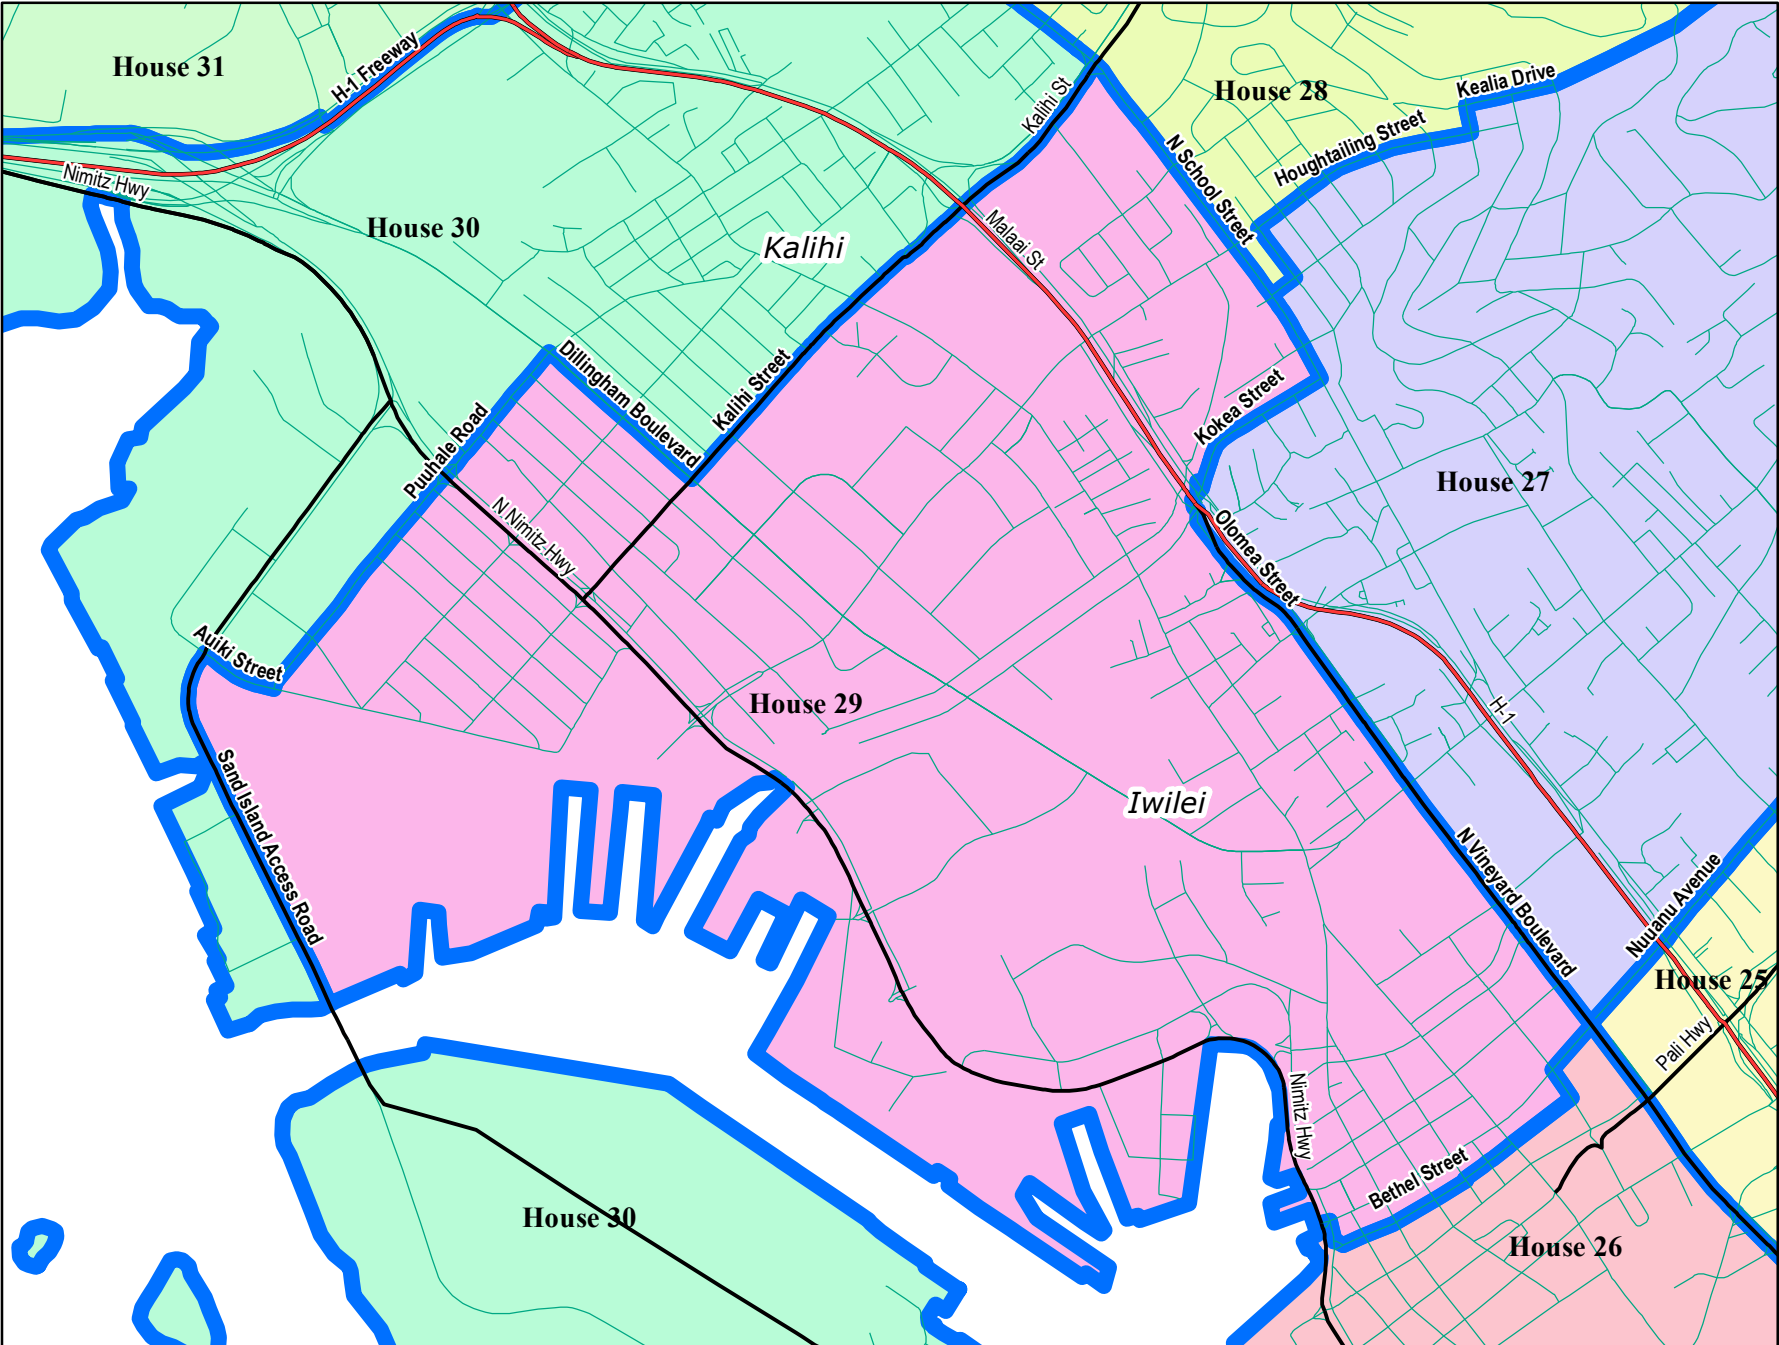 House 31
H-1 Freeway
House 28
Kealia Drive
Kalihi St
Houghtailing Street
N School Street
Nimitz Hwy
House 30
Kalihi
Malaai St
Dillingham Boulevard
Kalihi Street
Kokea Street
Puuhale Road
House 27
N Nimitz Hwy
Olomea Street
Auiki Street
House 29
H-1
Sand Island Access Road
Iwilei
N Vineyard Boulevard
Nuuanu Avenue
House 25
Pali Hwy
Nimitz Hwy
Bethel Street
House 30
House 26